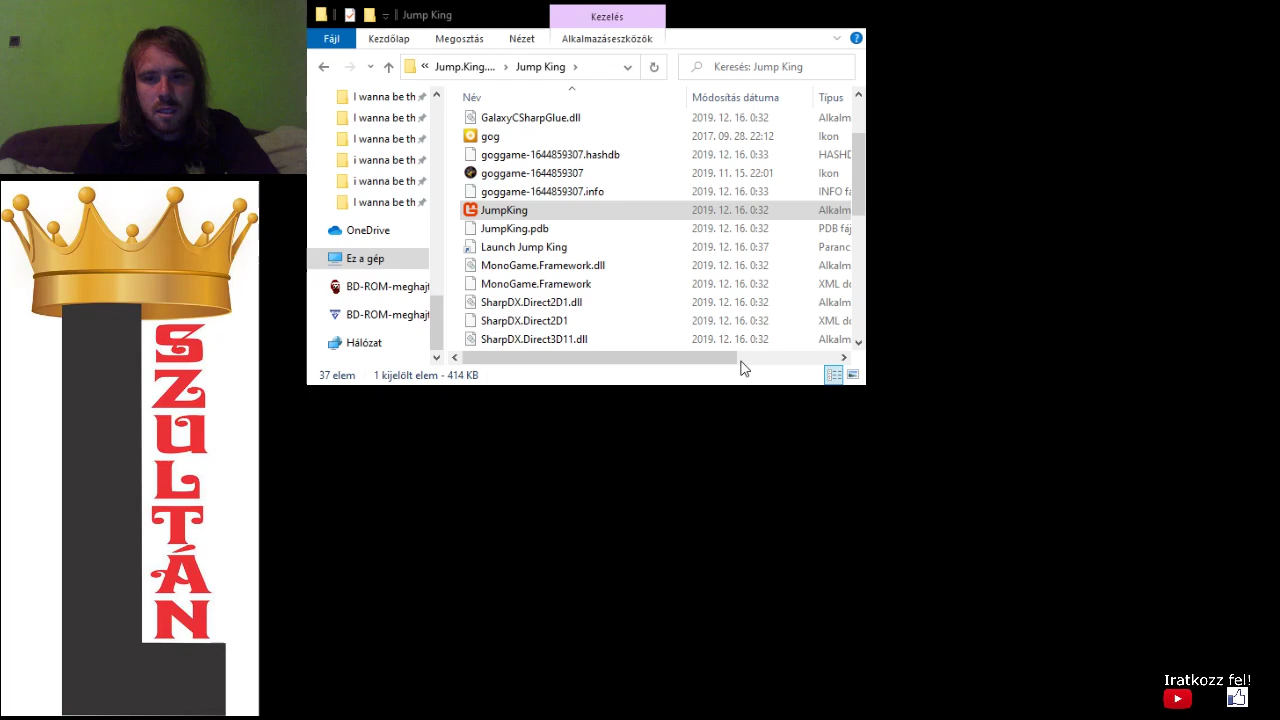 Jump King
Kezelés
Fájl
Kezdőlap
Megosztás
Nézet
Alkalmazáseszközök
Jump.King....
Jump King
Keresés: Jump King
Név
Módosítás dátuma
Típus
I wanna be th
I wanna be th
I wanna be th
i wanna be th
i wanna be th
I wanna be th
OneDrive
Ez a gép
BD-ROM-meghajt
BD-ROM-meghajt
Hálózat
GalaxyCSharpGlue.dll 2019. 12. 16. 0:32 Alkalm
gog 2017. 09. 28. 22:12 Ikon
goggame-1644859307.hashdb 2019. 12. 16. 0:33 HASHD
goggame-1644859307 2019. 11. 15. 22:01 Ikon
goggame-1644859307.info 2019. 12. 16. 0:33 INFO fá
JumpKing 2019. 12. 16. 0:32 Alkalm
JumpKing.pdb 2019. 12. 16. 0:32 PDB fáj
Launch Jump King 2019. 12. 16. 0:37 Paranc
MonoGame.Framework.dll 2019. 12. 16. 0:32 Alkalm
MonoGame.Framework 2019. 12. 16. 0:32 XML do
SharpDX.Direct2D1.dll 2019. 12. 16. 0:32 Alkalm
SharpDX.Direct2D1 2019. 12. 16. 0:32 XML do
SharpDX.Direct3D11.dll 2019. 12. 16. 0:32 Alkalm
37 elem
1 kijelölt elem - 414 KB
L
SZULTÁN
Iratkozz fel!